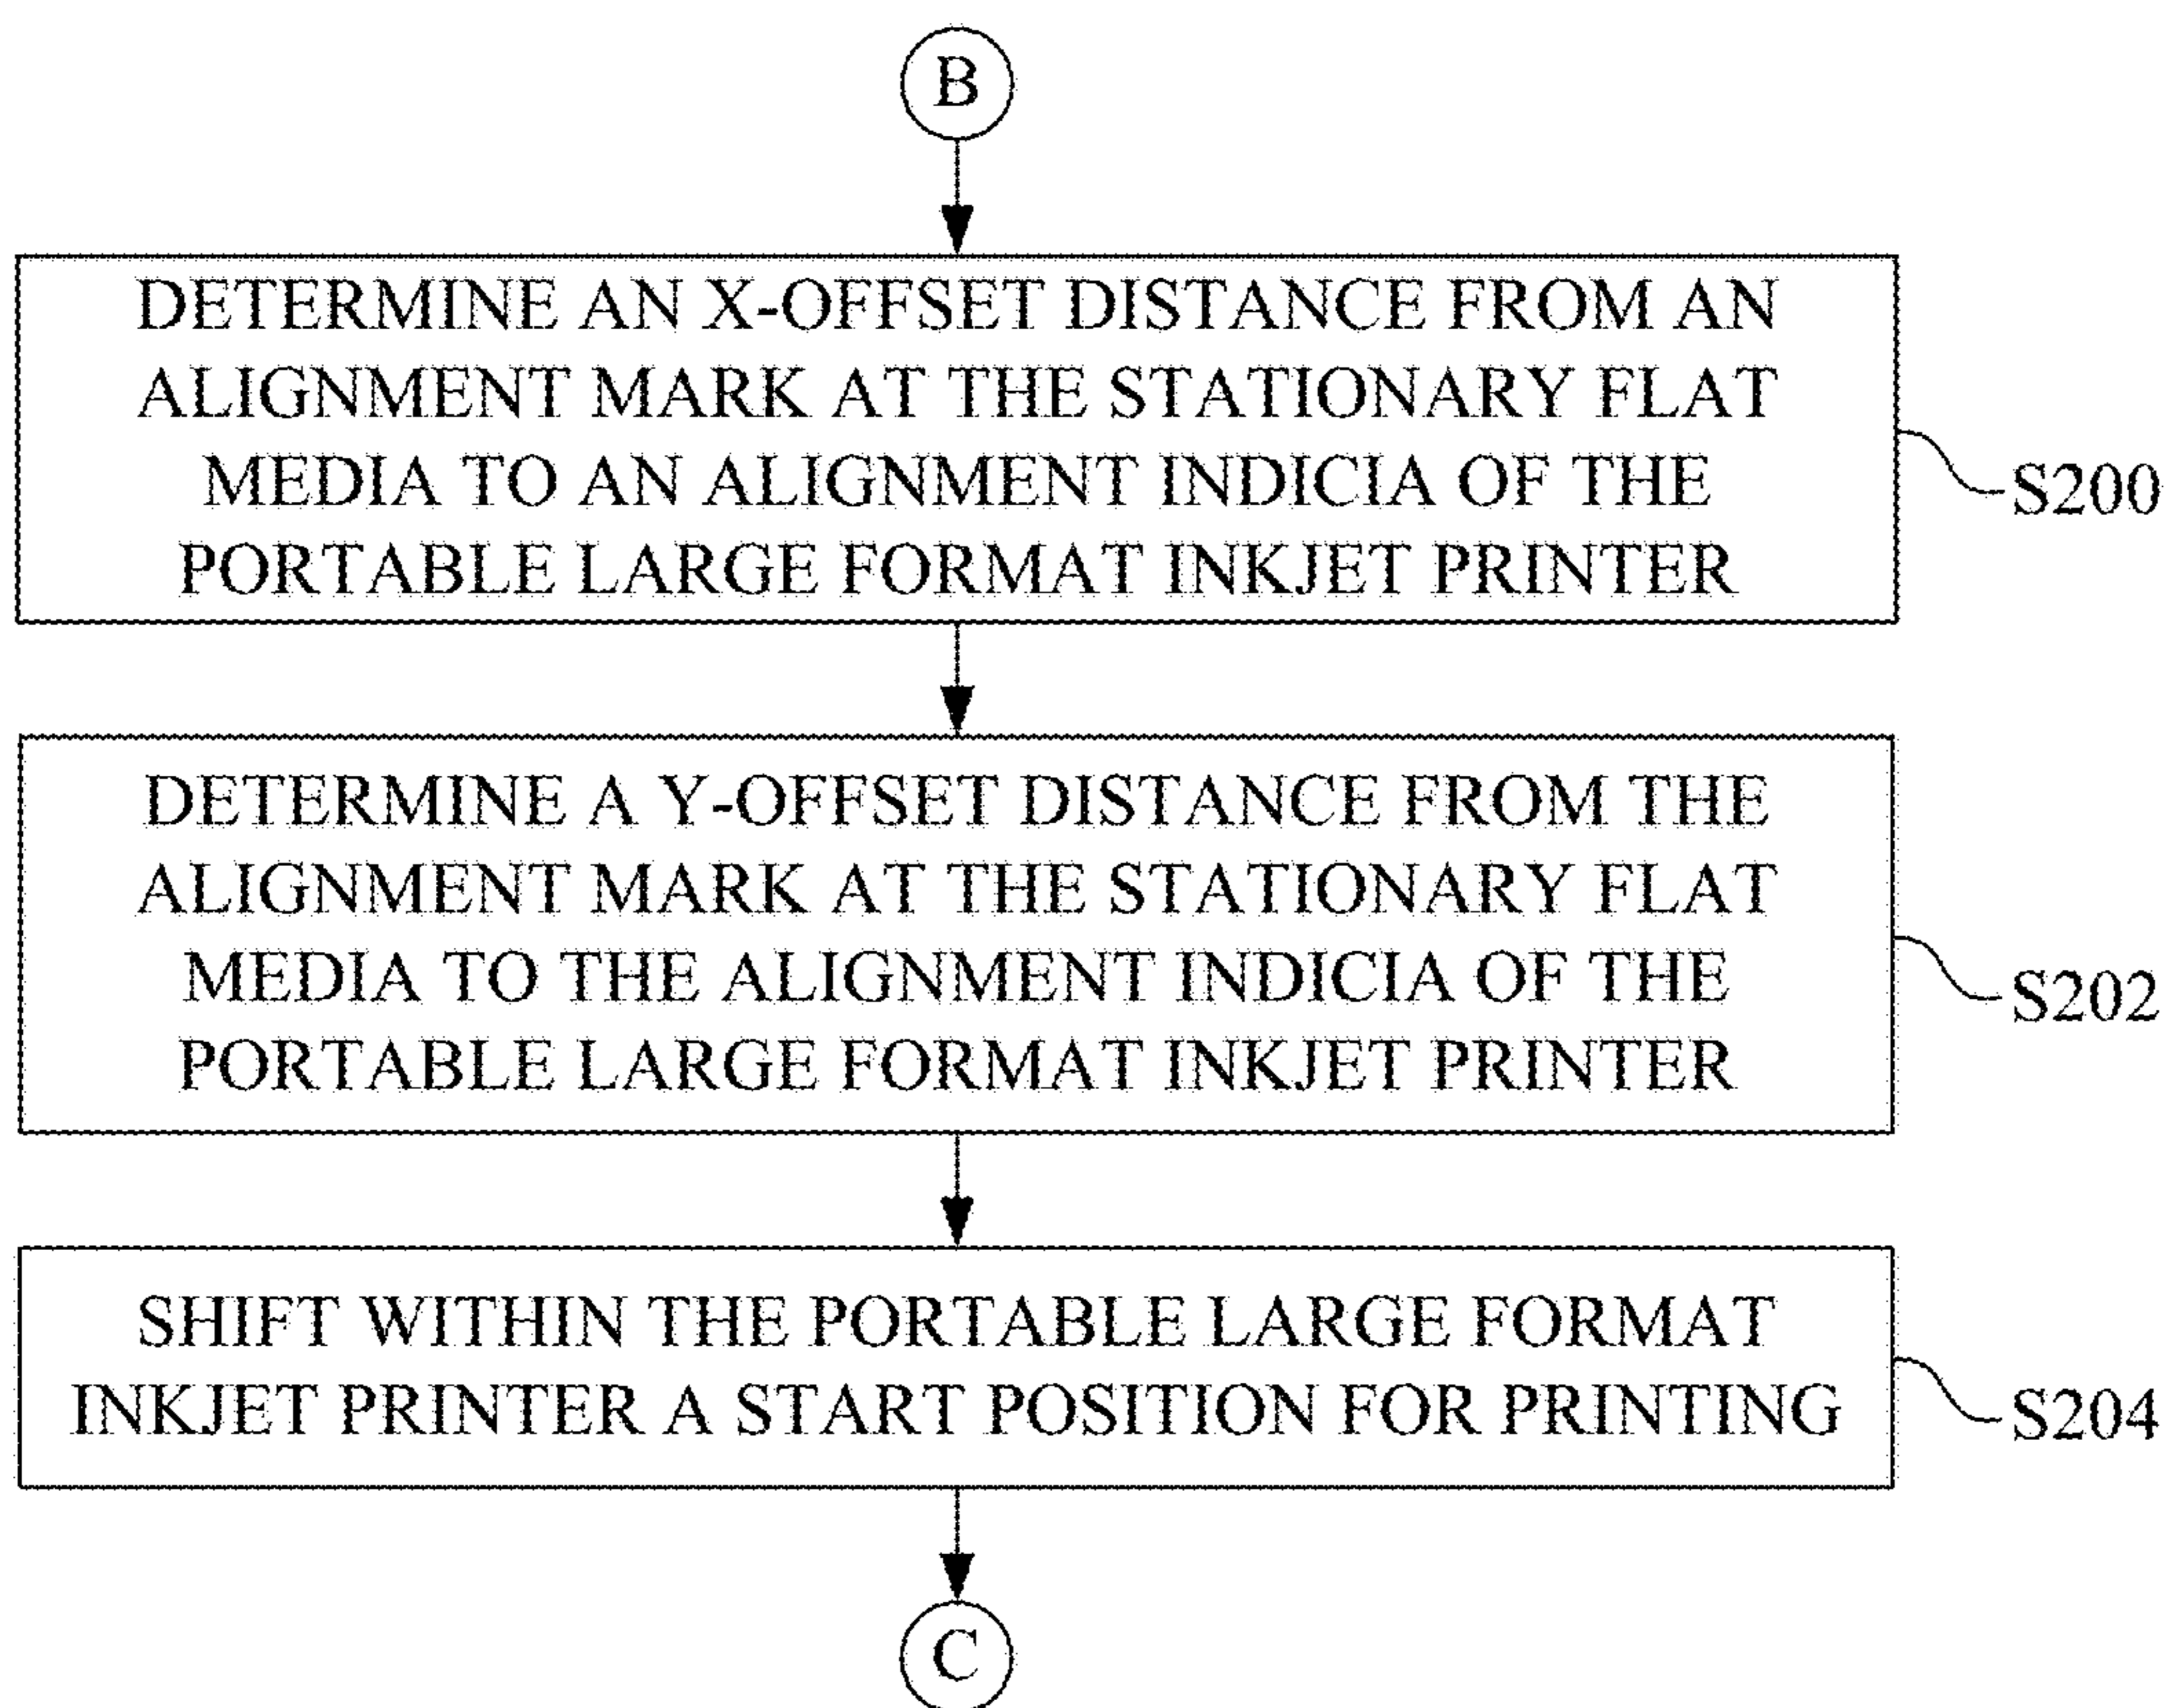 B
DETERMINE AN X-OFFSET DISTANCE FROM AN
ALIGNMENT MARK AT THE STATIONARY FLAT
MEDIA TO AN ALIGNMENT INDICIA OF THE
PORTABLE LARGE FORMAT INKJET PRINTER
S200
DETERMINE A Y-OFFSET DISTANCE FROM THE
ALIGNMENT MARK AT THE STATIONARY FLAT
MEDIA TO THE ALIGNMENT INDICIA OF THE
PORTABLE LARGE FORMAT INKJET PRINTER
S202
SHIFT WITHIN THE PORTABLE LARGE FORMAT
INKJET PRINTER A START POSITION FOR PRINTING
S204
C